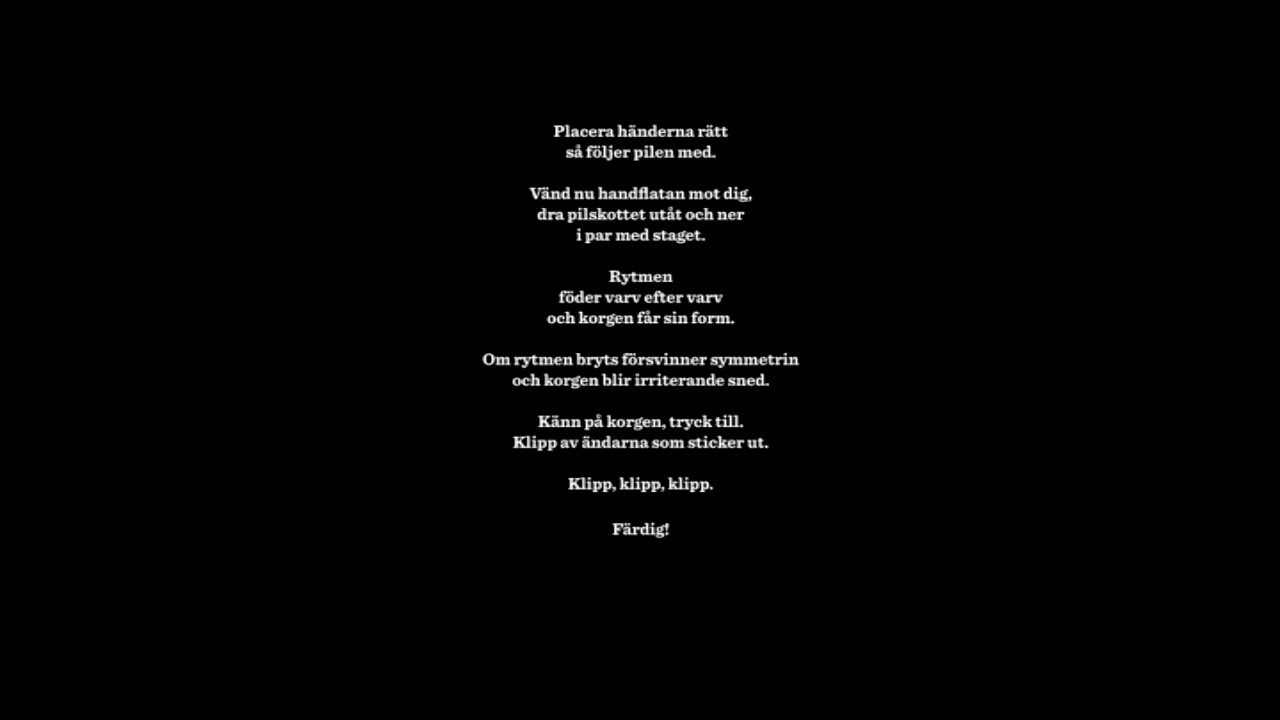 Placera händerna rätt
så följer pilen med.
Vänd nu handflatan mot dig,
dra pilskottet utåt och ner
i par med staget.
Rytmen
föder varv efter varv
och korgen får sin form.
Om rytmen bryts försvinner symmetrin
och korgen blir irriterande sned.
Känn på korgen, tryck till.
Klipp av ändarna som sticker ut.
Klipp, klipp, klipp.
Färdig!